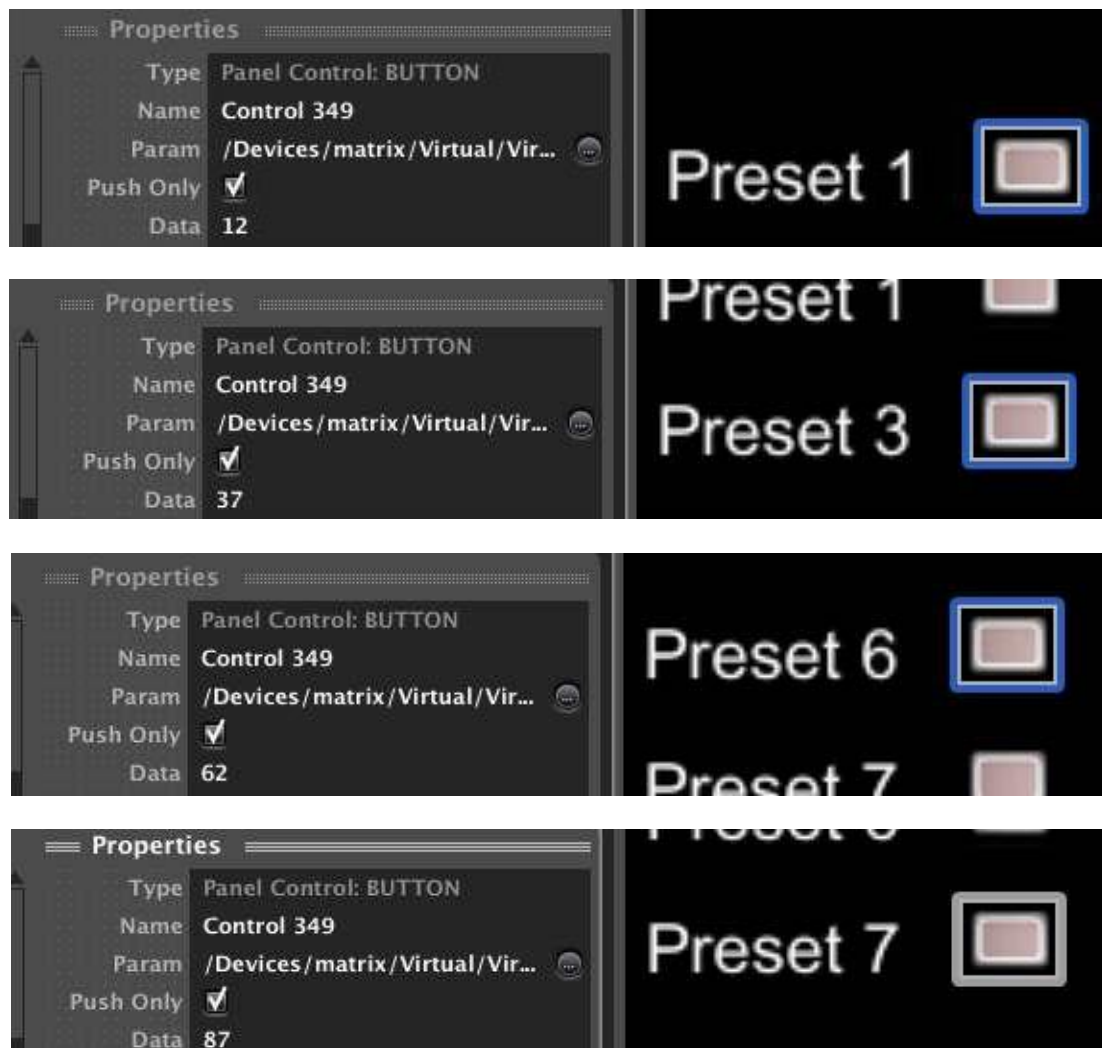 Properties
Type Panel Control: BUTTON
Name Control 349
Param /Devices/matrix/Virtual/Vir... ...
Push Only
Data 12
Preset 1
Properties
Type Panel Control: BUTTON
Name Control 349
Param /Devices/matrix/Virtual/Vir... ...
Push Only
Data 37
Preset 1
Preset 3
Properties
Type Panel Control: BUTTON
Name Control 349
Param /Devices/matrix/Virtual/Vir... ...
Push Only
Data 62
Preset 6
Preset 7
Properties
Type Panel Control: BUTTON
Name Control 349
Param /Devices/matrix/Virtual/Vir... ...
Push Only
Data 87
Preset 7